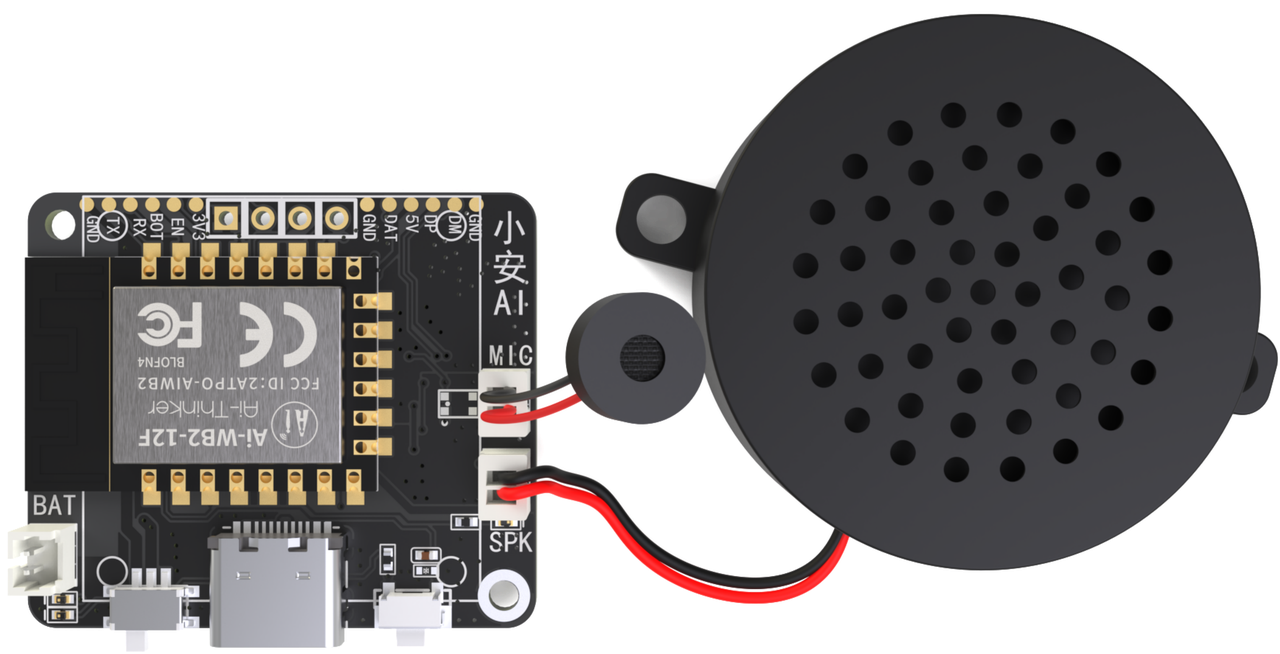 GND
TX
RX
BOT
EN
3V3
GND
DAT
5V
DP
DM
GND
小
安
AI
MIC
SPK
BAT
Ai-WB2-12F
Ai-Thinker
Ai
FCC ID:2ATPO-AIWB2
BL0FN4
FC
CE